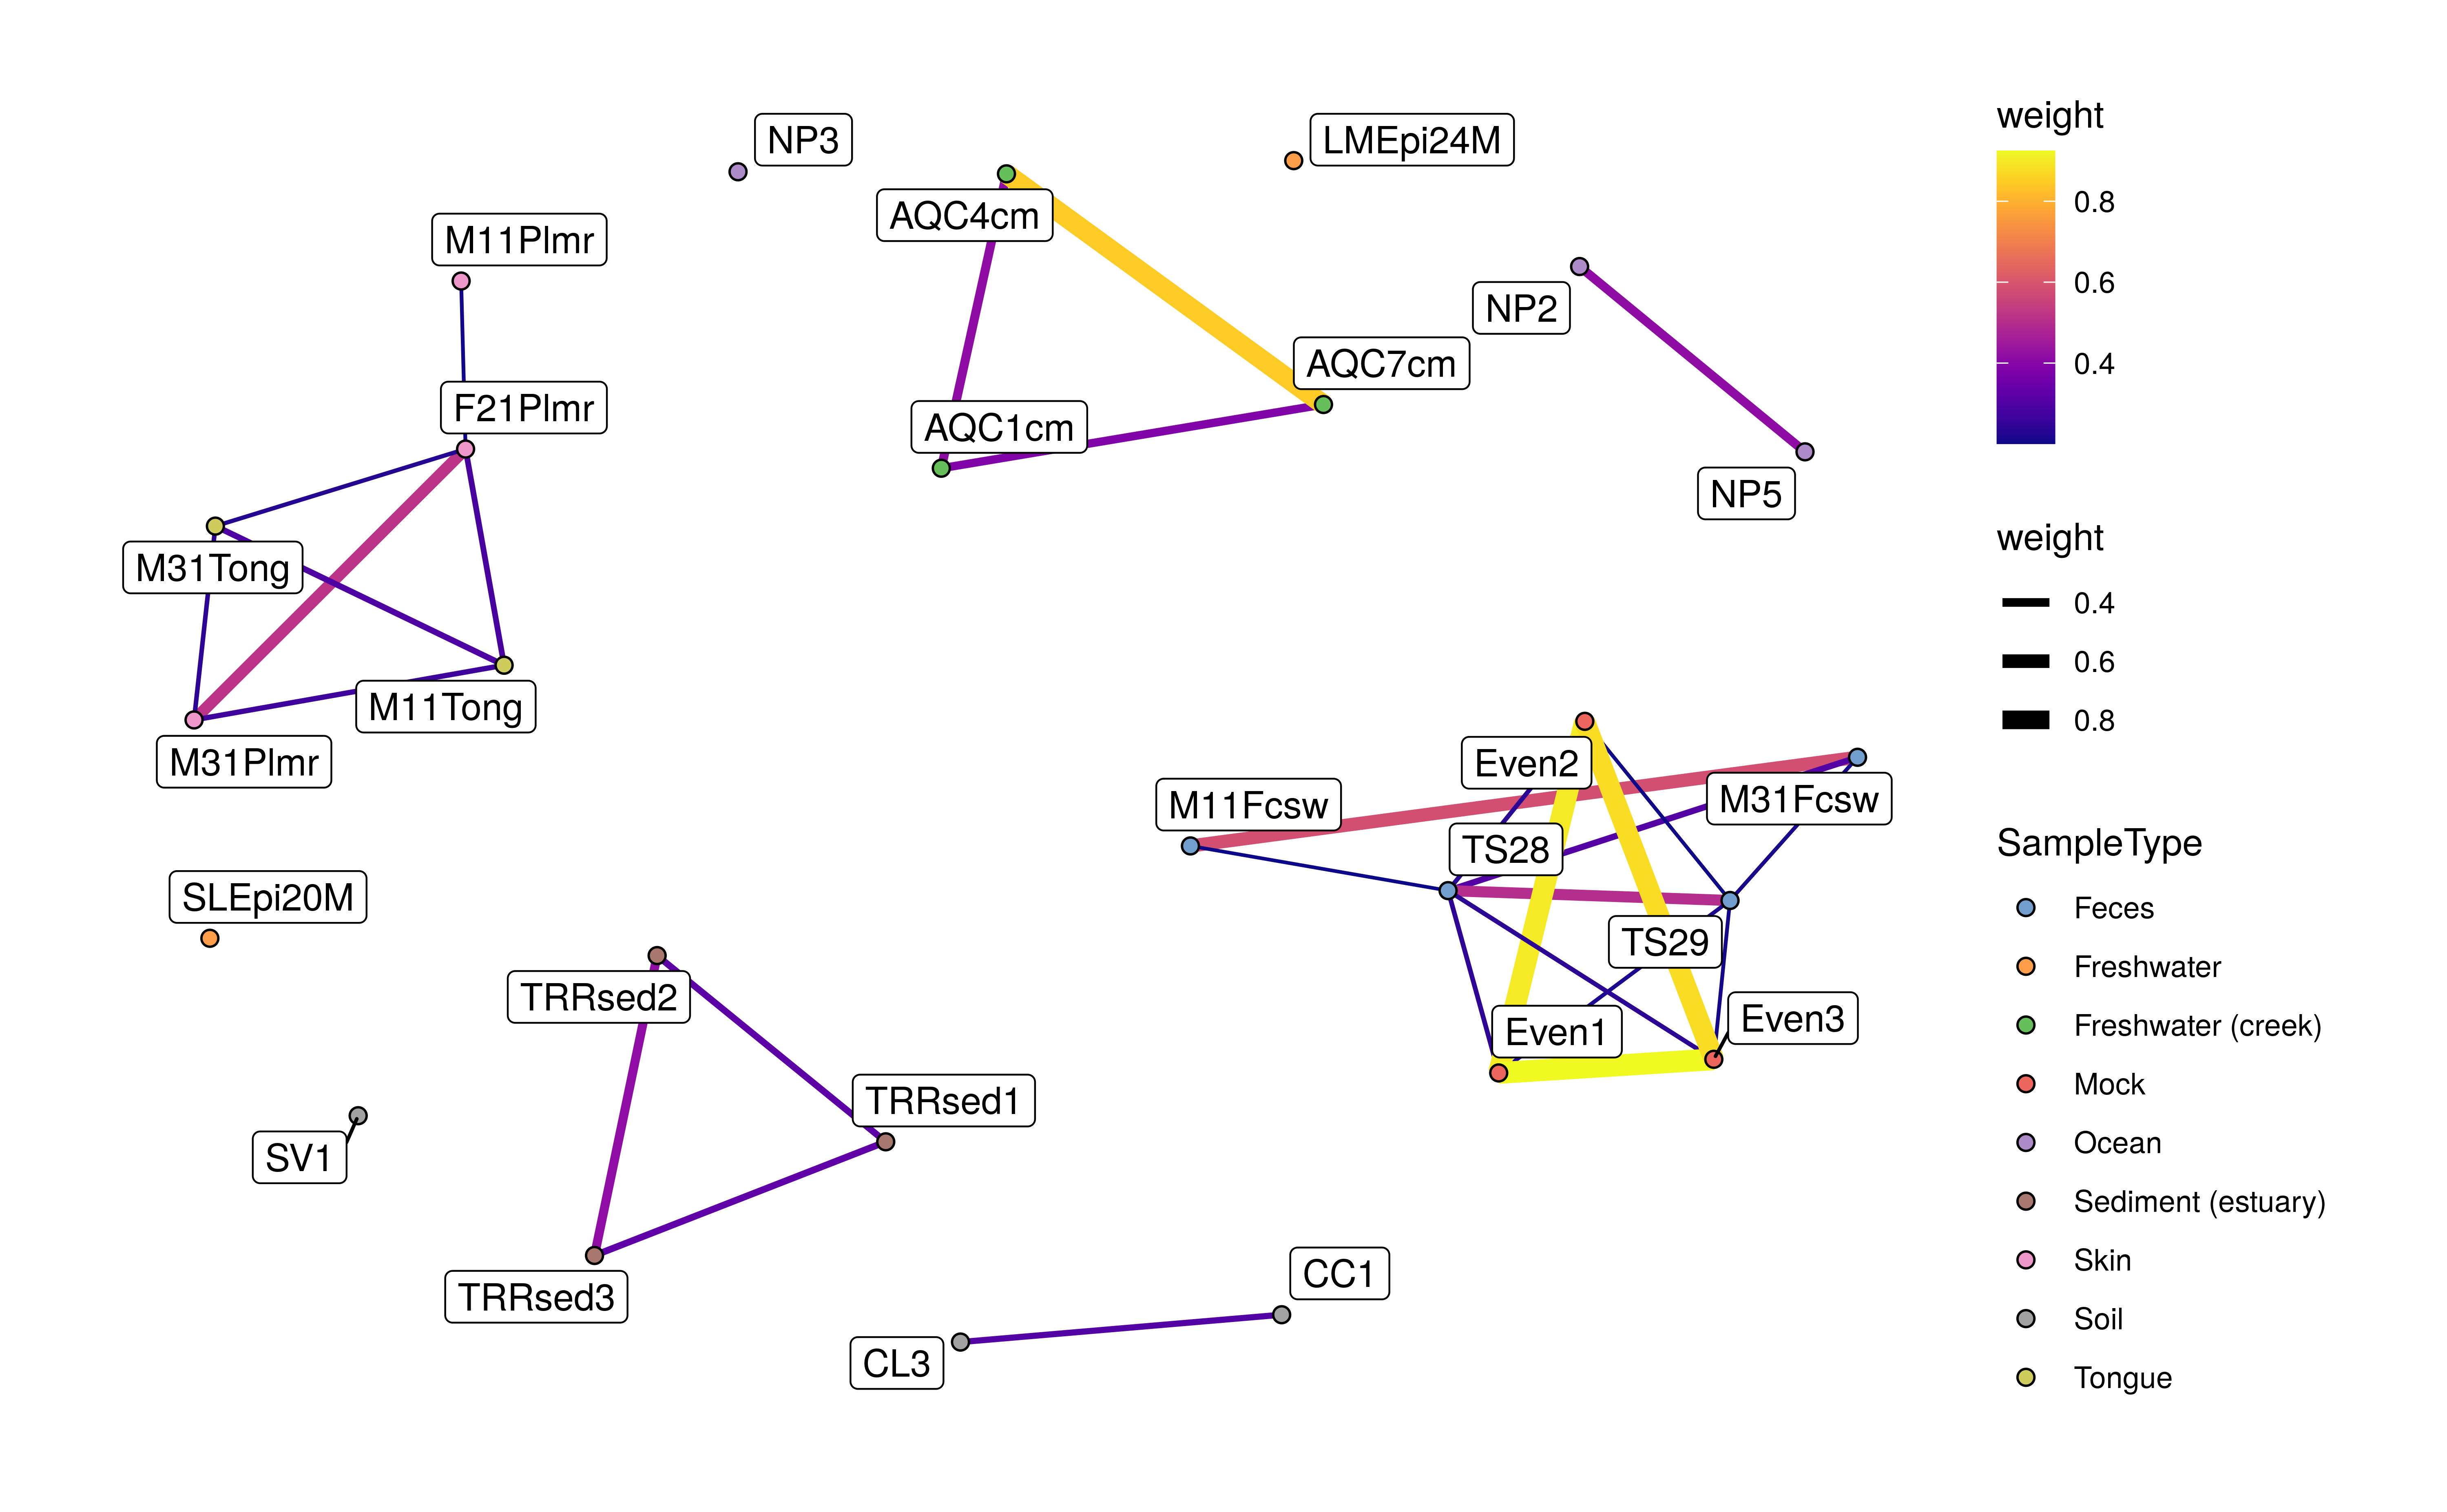 NP3
LMEpi24M
AQC4cm
M11Plmr
NP2
AQC7cm
F21Plmr
AQC1cm
NP5
M31Tong
M11Tong
M31Plmr
Even2
M31Fcsw
M11Fcsw
TS28
SLEpi20M
TS29
TRRsed2
Even3
Even1
TRRsed1
SV1
CC1
TRRsed3
CL3
weight
0.8
0.6
0.4
weight
0.4
0.6
0.8
SampleType
Feces
Freshwater
Freshwater (creek)
Mock
Ocean
Sediment (estuary)
Skin
Soil
Tongue